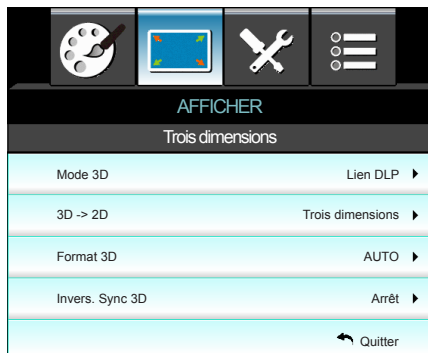 AFFICHER
Trois dimensions
Mode 3D Lien DLP
3D -> 2D Trois dimensions
Format 3D AUTO
Invers. Sync 3D Arrêt
Quitter